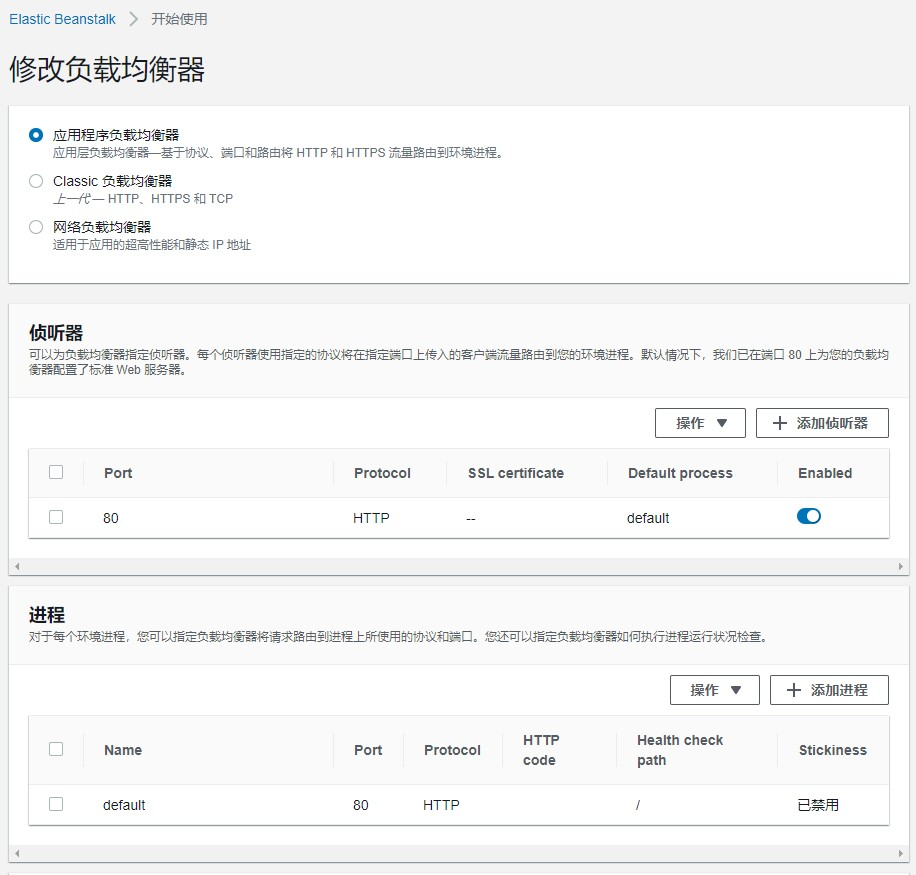 Elastic Beanstalk > 开始使用
修改负载均衡器
应用程序负载均衡器
应用层负载均衡器—基于协议、端口和路由将 HTTP 和 HTTPS 流量路由到环境进程。
Classic 负载均衡器
上一代 — HTTP、HTTPS 和 TCP
网络负载均衡器
适用于应用的超高性能和静态 IP 地址
侦听器
可以为负载均衡器指定侦听器。每个侦听器使用指定的协议将在指定端口上传入的客户端流量路由到您的环境进程。默认情况下，我们已在端口 80 上为您的负载均
衡器配置了标准 Web 服务器。
操作 ▼ + 添加侦听器
Port Protocol SSL certificate Default process Enabled
80 HTTP -- default
进程
对于每个环境进程，您可以指定负载均衡器将请求路由到进程上所使用的协议和端口。您还可以指定负载均衡器如何执行进程运行状况检查。
操作 ▼ + 添加进程
Name Port Protocol HTTP code Health check path Stickiness
default 80 HTTP / 已禁用